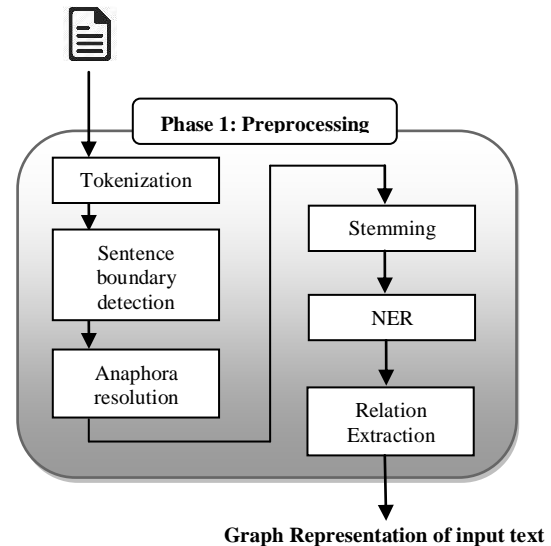 Phase 1: Preprocessing
Tokenization
Sentence
boundary
detection
Anaphora
resolution
Stemming
NER
Relation
Extraction
Graph Representation of input text